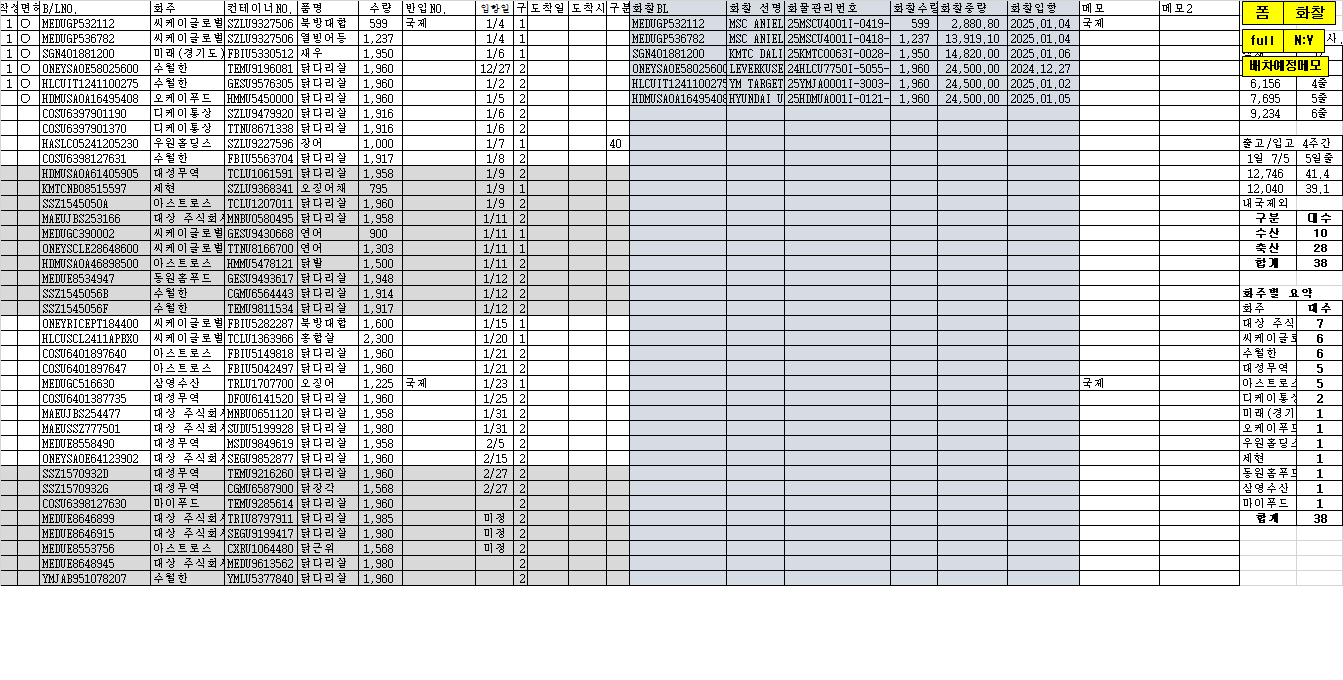 작성 면허 B/LNO. 화주 컨테이너NO. 품명 수량 반입NO. 입항일 구 도착일 도착시 구분 화찰BL 화찰 선명 화물관리번호 화찰수량 화찰중량 화찰입항 메모 메모2 폼 화찰
1 ○ MEDUGP532112 씨케이글로벌 SZLU9327506 북방대합 599 국제 1/4 1 MEDUGP532112 MSC ANIEL 25MSCU4001I-0419- 599 2,880.80 2025.01.04 국제
1 ○ MEDUGP536782 씨케이글로벌 SZLU9327506 열빙어등 1,237 1/4 1 MEDUGP536782 MSC ANIEL 25MSCU4001I-0418- 1,237 13,919.10 2025.01.04 full N:Y 사.
1 ○ SGN401881200 미래(경기도) FBIU5330512 새우 1,950 1/6 1 SGN401881200 KMTC DALI 25KMTC0063I-0028- 1,950 14,820.00 2025.01.06
1 ○ ONEYSAOE58025600 수월한 TEMU9196081 닭다리살 1,960 12/27 2 ONEYSAOE58025600 LEVERKUSE 24HLCU7750I-5055- 1,960 24,500.00 2024.12.27 배차예정메모
1 ○ HLCUIT1241100275 수월한 GESU9576305 닭다리살 1,960 1/2 2 HLCUIT1241100275 YM TARGET 25YMJA0001I-3003- 1,960 24,500.00 2025.01.02 6,156 4줄
○ HDMUSAOA16495408 오케이푸드 HMMU5450000 닭다리살 1,960 1/5 2 HDMUSAOA16495408 HYUNDAI U 25HDMUA001I-0121- 1,960 24,500.00 2025.01.05 7,695 5줄
COSU6397901190 디케이통상 SZLU9479920 닭다리살 1,916 1/6 2 9,234 6줄
COSU6397901370 디케이통상 TTNU8671338 닭다리살 1,916 1/6 2
HASLC05241205230 우원홀딩스 SZLU9227596 장어 1,000 1/7 1 40 출고/입고 4주간
COSU6398127631 수월한 FBIU5563704 닭다리살 1,917 1/8 2 1일 7/5 5일줄
HDMUSAOA61405905 대성무역 TCLU1061591 닭다리살 1,958 1/9 2 12,746 41.4
KMTCNBO8515597 세현 SZLU9368341 오징어채 795 1/9 1 12,040 39.1
SSZ1545050A 아스트로스 TCLU1207011 닭다리살 1,960 1/9 2 내국제외
MAEUJBS253166 대상 주식회사 MNBU0580495 닭다리살 1,958 1/11 2 구분 대수
MEDUGC390002 씨케이글로벌 GESU9430668 연어 900 1/11 1 수산 10
ONEYSCLE28648600 씨케이글로벌 TTNU8166700 연어 1,303 1/11 1 축산 28
HDMUSAOA46898500 아스트로스 HMMU5478121 닭발 1,500 1/11 2 합계 38
MEDUE8534947 동원홈푸드 GESU9493617 닭다리살 1,948 1/12 2
SSZ1545056B 수월한 CGMU6564443 닭다리살 1,914 1/12 2 화주별 요약
SSZ1545056F 수월한 TEMU9811534 닭다리살 1,917 1/12 2 화주 대수
ONEYRICEPT184400 씨케이글로벌 FBIU5282287 북방대합 1,600 1/15 1 대상 주식 7
HLCUSCL2411APBX0 씨케이글로벌 TCLU1363966 홍합살 2,300 1/20 1 씨케이글로 6
COSU6401897640 아스트로스 FBIU5149818 닭다리살 1,960 1/21 2 수월한 6
COSU6401897647 아스트로스 FBIU5042497 닭다리살 1,960 1/21 2 대성무역 5
MEDUGC516630 삼영수산 TRLU1707700 오징어 1,225 국제 1/23 1 국제 아스트로스 5
COSU6401387735 대성무역 DFOU6141520 닭다리살 1,960 1/25 2 디케이통상 2
MAEUJBS254477 대상 주식회사 MNBU0651120 닭다리살 1,958 1/31 2 미래(경기 1
MAEUSSZ777501 대상 주식회사 SUDU5199928 닭다리살 1,980 1/31 2 오케이푸드 1
MEDUE8558490 대성무역 MSDU9849619 닭다리살 1,958 2/5 2 우원홀딩스 1
ONEYSAOE64123902 대상 주식회사 SEGU9852877 닭다리살 1,960 2/15 2 세현 1
SSZ1570932D 대성무역 TEMU9216260 닭다리살 1,960 2/27 2 동원홈푸드 1
SSZ1570932G 대성무역 CGMU6587900 닭장각 1,568 2/27 2 삼영수산 1
COSU6398127630 마이푸드 TEMU9285614 닭다리살 1,960 2 마이푸드 1
MEDUE8646899 대상 주식회사 TRIU8797911 닭다리살 1,985 미정 2 합계 38
MEDUE8646915 대상 주식회사 SEGU9199417 닭다리살 1,980 미정 2
MEDUE8553756 아스트로스 CXRU1064480 닭근위 1,568 미정 2
MEDUE8648945 대상 주식회사 MEDU9613562 닭다리살 1,980 2
YMJAB951078207 수월한 YMLU5377840 닭다리살 1,960 2